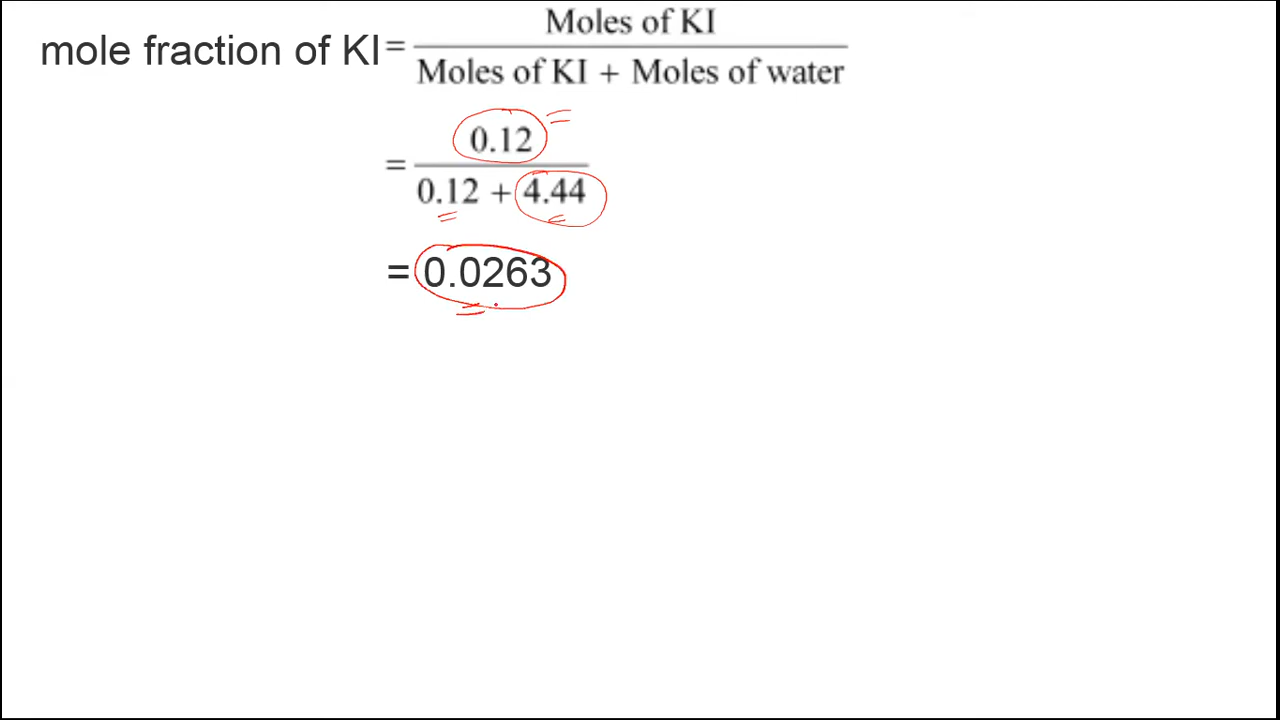 mole fraction of KI = Moles of KI
Moles of KI + Moles of water
= 0.12
0.12 + 4.44
= 0.0263